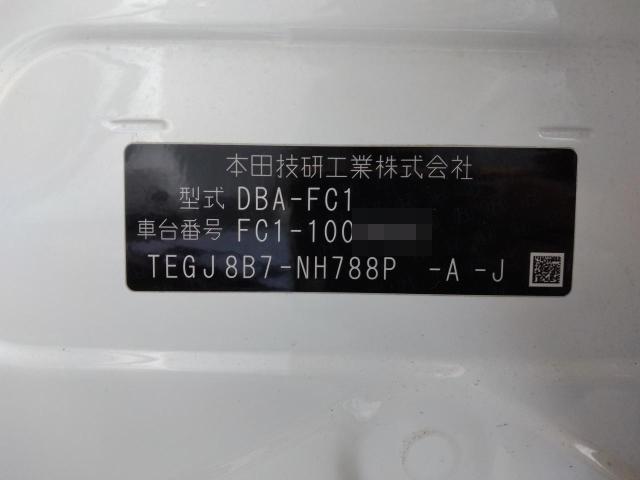 本田技研工業株式会社
型式 DBA-FC1
車台番号 FC1-100
TEGJ8B7-NH788P -A -J